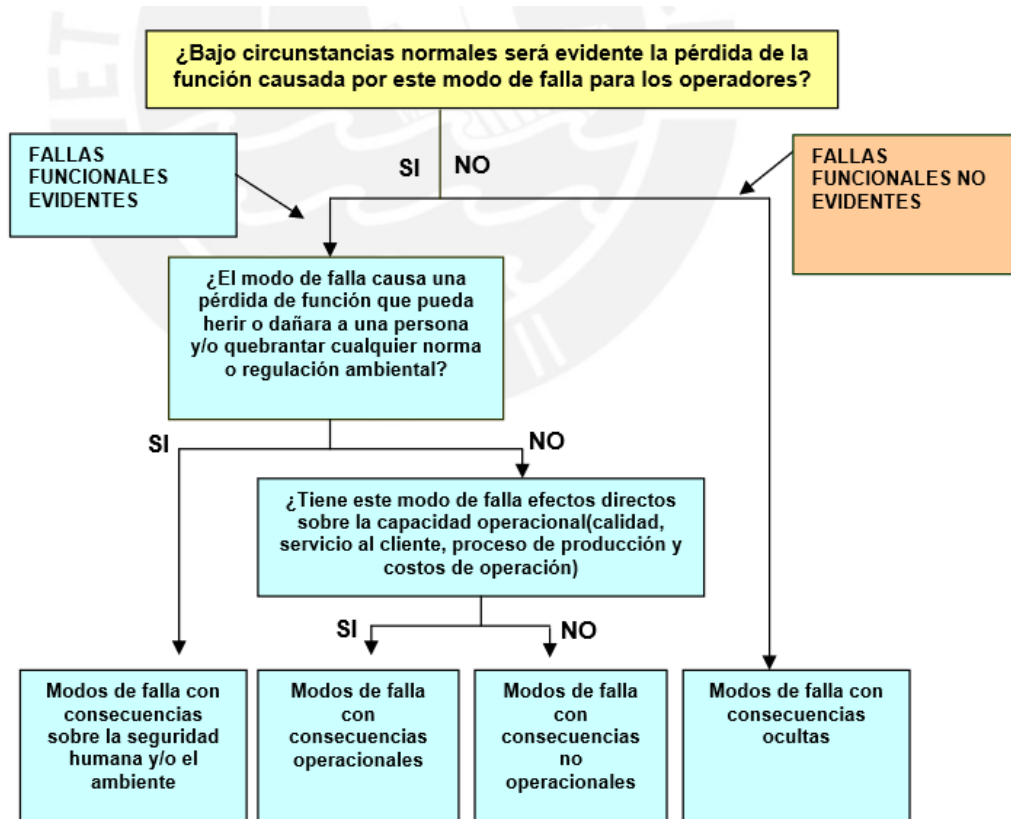 ET
¿Bajo circunstancias normales será evidente la pérdida de la
función causada por este modo de falla para los operadores?
FALLAS
FUNCIONALES
EVIDENTES
SI
NO
FALLAS
FUNCIONALES NO
EVIDENTES
¿El modo de falla causa una
pérdida de función que pueda
herir o dañara a una persona
y/o quebrantar cualquier norma
o regulación ambiental?
SI
NO
¿Tiene este modo de falla efectos directos
sobre la capacidad operacional(calidad,
servicio al cliente, proceso de producción y
costos de operación)
SI
NO
Modos de falla con
consecuencias
sobre la seguridad
humana y/o el
ambiente
Modos de falla
con
consecuencias
operacionales
Modos de falla
con
consecuencias
no
operacionales
Modos de falla con
consecuencias
ocultas